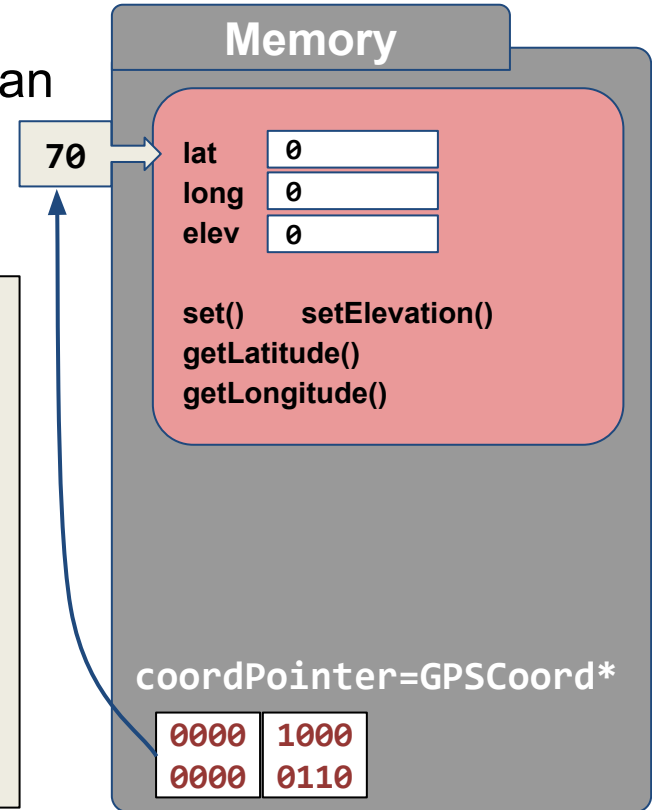 Memory
an
70
lat 0
long 0
elev 0
set() setElevation()
getLatitude()
getLongitude()
coordPointer=GPSCoord*
0000 1000
0000 0110